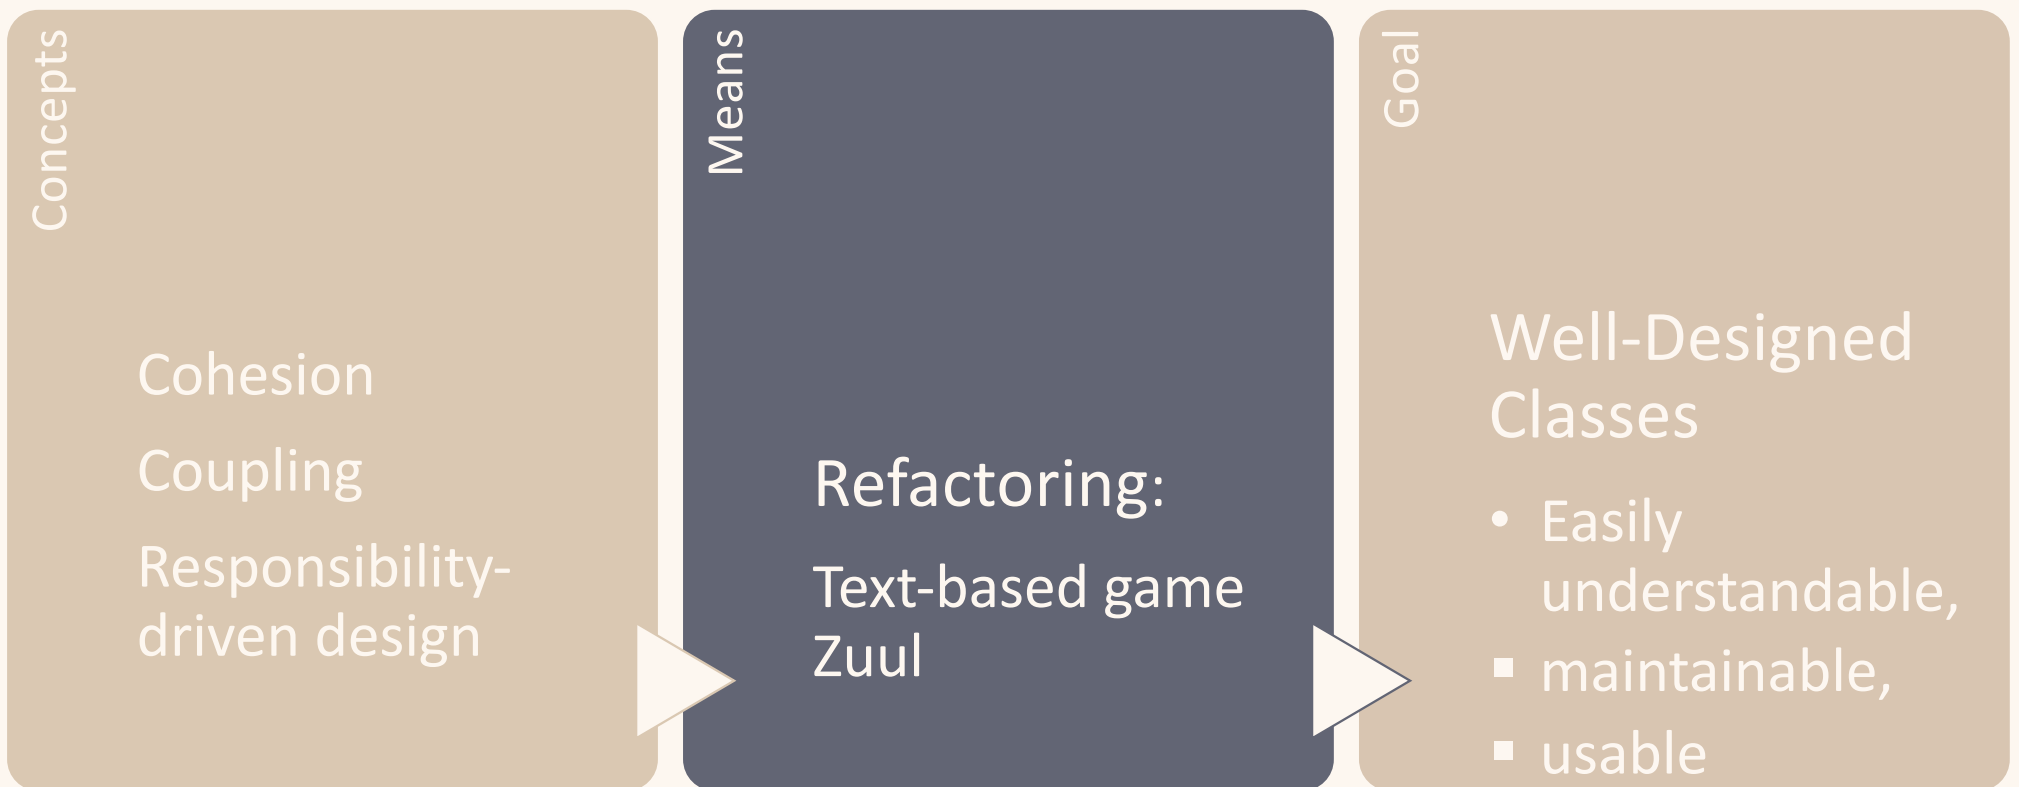 Concepts
Cohesion
Coupling
Responsibility-
driven design
Means
Refactoring:
Text-based game
Zuul
Goal
Well-Designed
Classes
• Easily
understandable,
▪ maintainable,
▪ usable